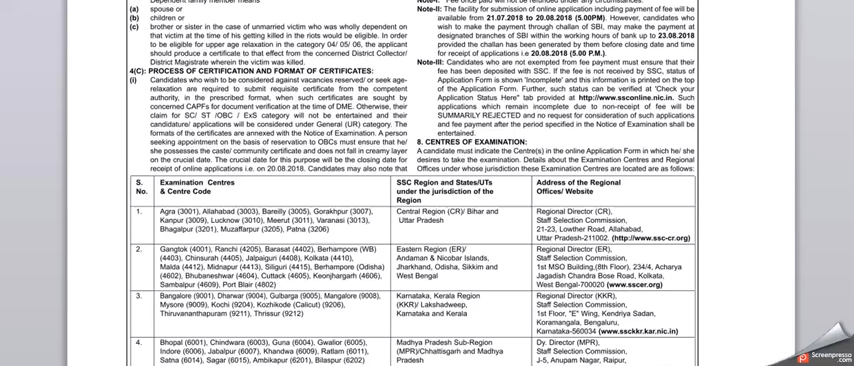 Dependent family member means
(a) spouse or
(b) children or
(c) brother or sister in the case of unmarried victim who was wholly dependent on
that victim at the time of his getting killed in the riots would be eligible. In
order to be eligible for upper age relaxation in the category 04/ 05/ 06, the applicant
should produce a certificate to that effect from the concerned District Collector/
District Magistrate wherein the victim was killed.
4(C): PROCESS OF CERTIFICATION AND FORMAT OF CERTIFICATES:
(i) Candidates who wish to be considered against vacancies reserved/ or seek age-
relaxation are required to submit requisite certificate from the competent
authority, in the prescribed format, when such certificates are sought by
concerned CAPFs for document verification at the time of DME. Otherwise, their
claim for SC/ ST /OBC / ExS category will not be entertained and their
candidature/ applications will be considered under General (UR) category. The
formats of the certificates are annexed with the Notice of Examination. A person
seeking appointment on the basis of reservation to OBCs must ensure that he/
she possesses the caste/ community certificate and does not fall in creamy layer
on the crucial date. The crucial date for this purpose will be the closing date for
receipt of online applications i.e. on 20.08.2018. Candidates may also note that
Note-II: The facility for submission of online application including payment of fee will be
available from 21.07.2018 to 20.08.2018 (5.00PM). However, candidates who
wish to make the payment through challan of SBI, may make the payment at
designated branches of SBI within the working hours of bank up to 23.08.2018
provided the challan has been generated by them before closing date and time
for receipt of applications i.e 20.08.2018 (5.00 P.M.).
Note-III: Candidates who are not exempted from fee payment must ensure that their
fee has been deposited with SSC. If the fee is not received by SSC, status of
Application Form is shown 'Incomplete' and this information is printed on the top
of the Application Form. Further, such status can be verified at 'Check your
Application Status Here" tab provided at http://www.ssconline.nic.in. Such
applications which remain incomplete due to non-receipt of fee will be
SUMMARILY REJECTED and no request for consideration of such applications
and fee payment after the period specified in the Notice of Examination shall be
entertained.
8. CENTRES OF EXAMINATION:
A candidate must indicate the Centre(s) in the online Application Form in which he/ she
desires to take the examination. Details about the Examination Centres and Regional
Offices under whose jurisdiction these Examination Centres are located are as follows:
S. No. Examination Centres & Centre Code SSC Region and States/UTs under the jurisdiction of the Region Address of the Regional Offices/ Website
1. Agra (3001), Allahabad (3003), Bareilly (3005), Gorakhpur (3007),
Kanpur (3009), Lucknow (3010), Meerut (3011), Varanasi (3013),
Bhagalpur (3201), Muzaffarpur (3205), Patna (3206)
Central Region (CR)/ Bihar and
Uttar Pradesh
Regional Director (CR),
Staff Selection Commission,
21-23, Lowther Road, Allahabad,
Uttar Pradesh-211002. (http://www.ssc-cr.org)
2. Gangtok (4001), Ranchi (4205), Barasat (4402), Berhampore (WB)
(4403), Chinsurah (4405), Jalpaiguri (4408), Kolkata (4410),
Malda (4412), Midnapur (4413), Siliguri (4415), Berhampore (Odisha)
(4602), Bhubaneshwar (4604), Cuttack (4605), Keonjhargarh (4606),
Sambalpur (4609), Port Blair (4802)
Eastern Region (ER)/
Andaman & Nicobar Islands,
Jharkhand, Odisha, Sikkim and
West Bengal
Regional Director (ER),
Staff Selection Commission,
1st MSO Building,(8th Floor), 234/4, Acharya
Jagadish Chandra Bose Road, Kolkata,
West Bengal-700020 (www.sscer.org)
3. Bangalore (9001), Dharwar (9004), Gulbarga (9005), Mangalore (9008),
Mysore (9009), Kochi (9204), Kozhikode (Calicut) (9206),
Thiruvananthapuram (9211), Thrissur (9212)
Karnataka, Kerala Region
(KKR)/ Lakshadweep,
Karnataka and Kerala
Regional Director (KKR),
Staff Selection Commission,
1st Floor, "E" Wing, Kendriya Sadan,
Koramangala, Bengaluru,
Karnataka-560034 (www.ssckkr.kar.nic.in)
4. Bhopal (6001), Chindwara (6003), Guna (6004), Gwalior (6005),
Indore (6006), Jabalpur (6007), Khandwa (6009), Ratlam (6011),
Satna (6014), Sagar (6015), Ambikapur (6201), Bilaspur (6202)
Madhya Pradesh Sub-Region
(MPR)/Chhattisgarh and Madhya
Pradesh
Dy. Director (MPR),
Staff Selection Commission,
J-5, Anupam Nagar, Raipur,
Screenpresso
.com